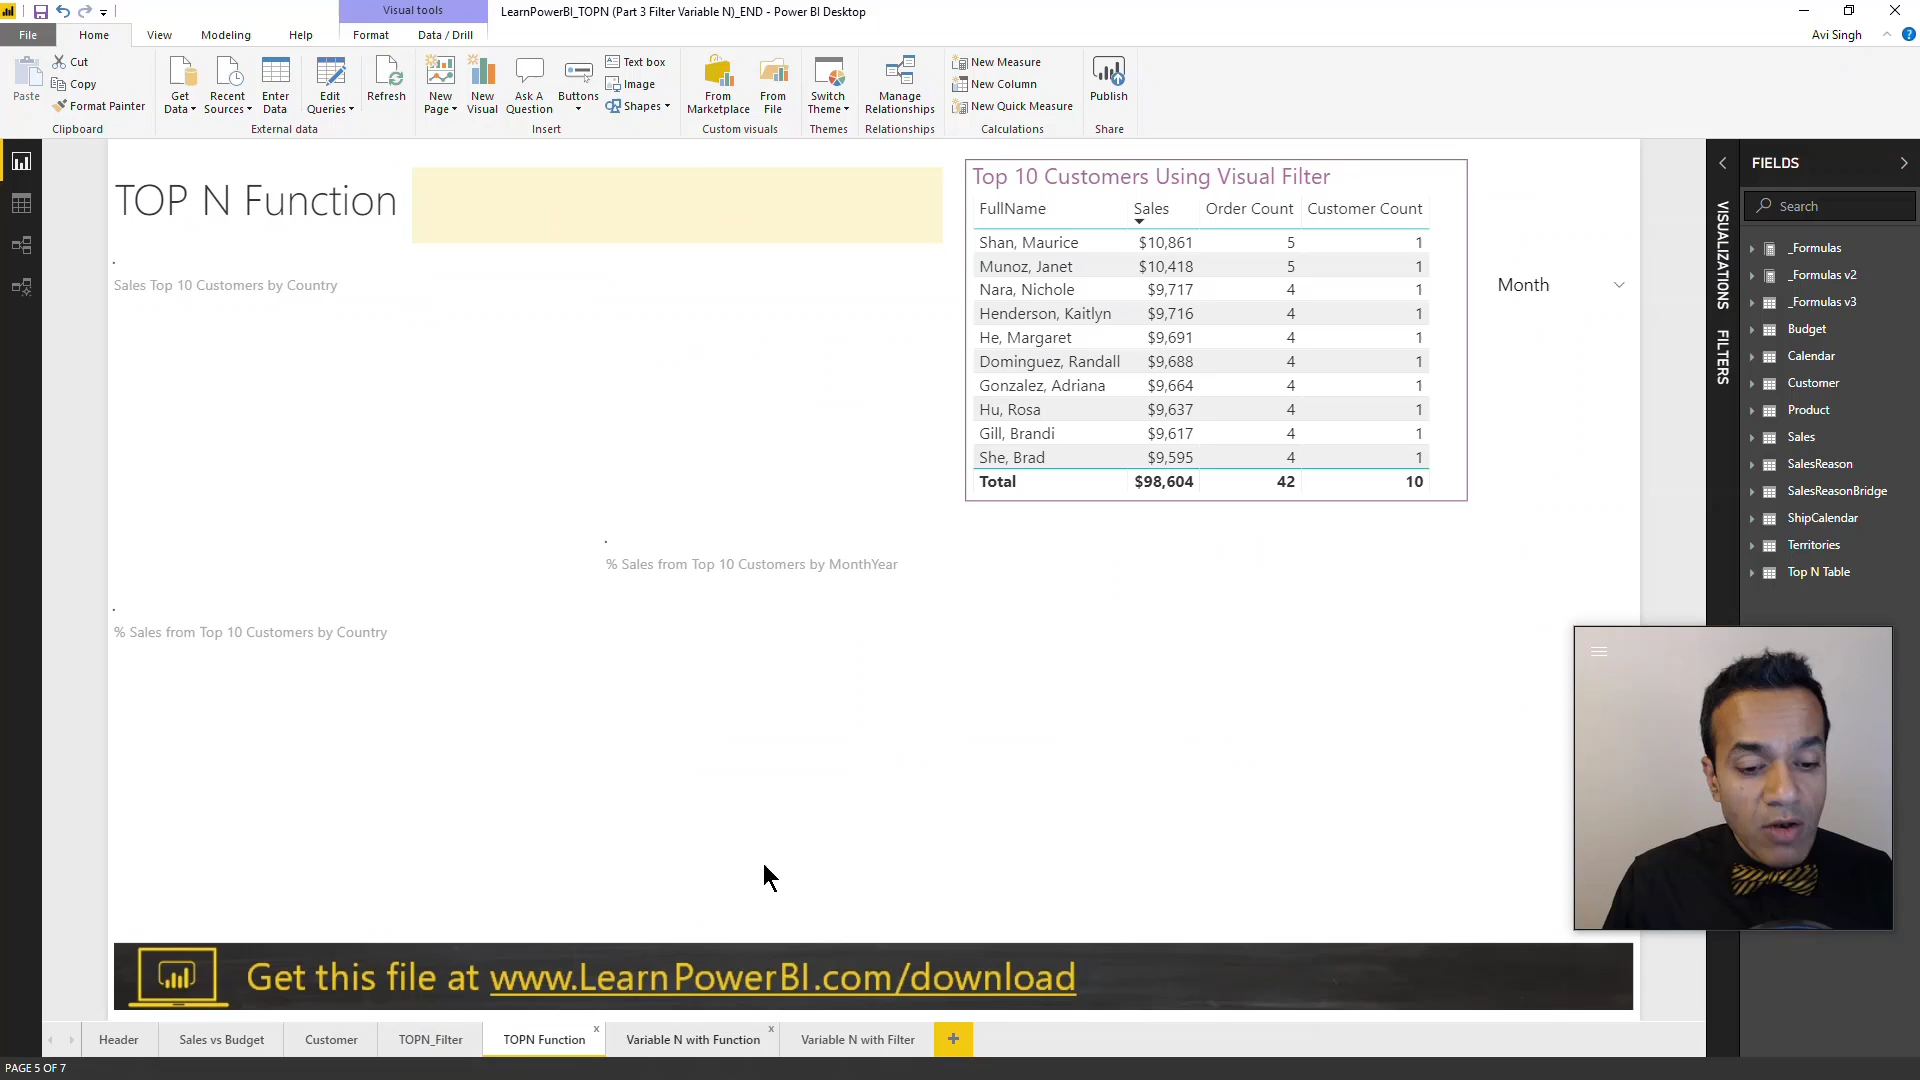 Visual tools
LearnPowerBI_TOPN (Part 3 Filter Variable N)_END - Power BI Desktop
File
Home
View
Modeling
Help
Format
Data / Drill
Avi Singh
Paste
Cut
Copy
Format Painter
Clipboard
Get Data
Recent Sources
Enter Data
Edit Queries
Refresh
External data
New Page
New Visual
Ask A Question
Buttons
Text box
Image
Shapes
Insert
From Marketplace
From File
Custom visuals
Switch Theme
Themes
Manage Relationships
Relationships
New Measure
New Column
New Quick Measure
Calculations
Publish
Share
TOP N Function
.
Sales Top 10 Customers by Country
Top 10 Customers Using Visual Filter
FullName Sales Order Count Customer Count
Shan, Maurice $10,861 5 1
Munoz, Janet $10,418 5 1
Nara, Nichole $9,717 4 1
Henderson, Kaitlyn $9,716 4 1
He, Margaret $9,691 4 1
Dominguez, Randall $9,688 4 1
Gonzalez, Adriana $9,664 4 1
Hu, Rosa $9,637 4 1
Gill, Brandi $9,617 4 1
She, Brad $9,595 4 1
Total $98,604 42 10
Month
.
% Sales from Top 10 Customers by MonthYear
.
% Sales from Top 10 Customers by Country
VISUALIZATIONS
FILTERS
FIELDS
Search
_Formulas
_Formulas v2
_Formulas v3
Budget
Calendar
Customer
Product
Sales
SalesReason
SalesReasonBridge
ShipCalendar
Territories
Top N Table
Get this file at www.LearnPowerBI.com/download
Header
Sales vs Budget
Customer
TOPN_Filter
TOPN Function
x
Variable N with Function
x
Variable N with Filter
+
PAGE 5 OF 7